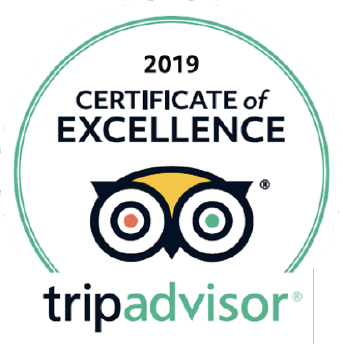 2019
CERTIFICATE of
EXCELLENCE
®
tripadvisor®